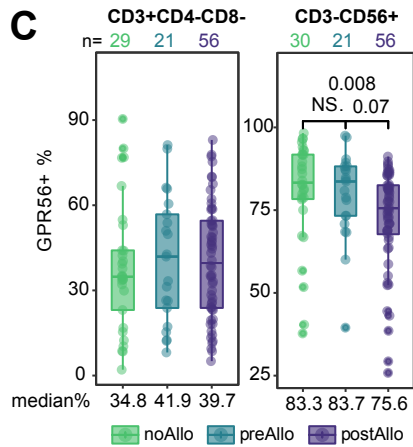 C
CD3+CD4-CD8- CD3-CD56+
n= 29 21 56 30 21 56
0.008
NS. 0.07
GPR56+ %
90
60
30
0
100
75
50
25
median% 34.8 41.9 39.7 83.3 83.7 75.6
noAllo preAllo postAllo